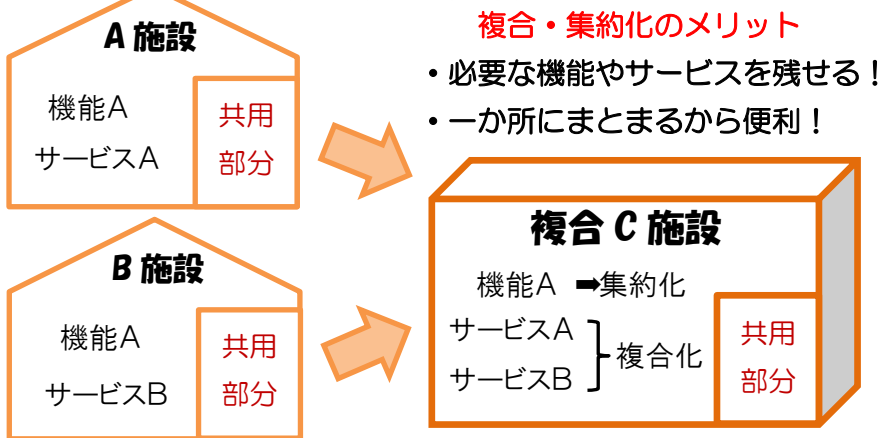 A 施設
機能A
サービスA
共用
部分
B 施設
機能A
サービスB
共用
部分
複合・集約化のメリット
・必要な機能やサービスを残せる！
・一か所にまとまるから便利！
複合 C 施設
機能A ➡集約化
サービスA
サービスB
複合化
共用
部分